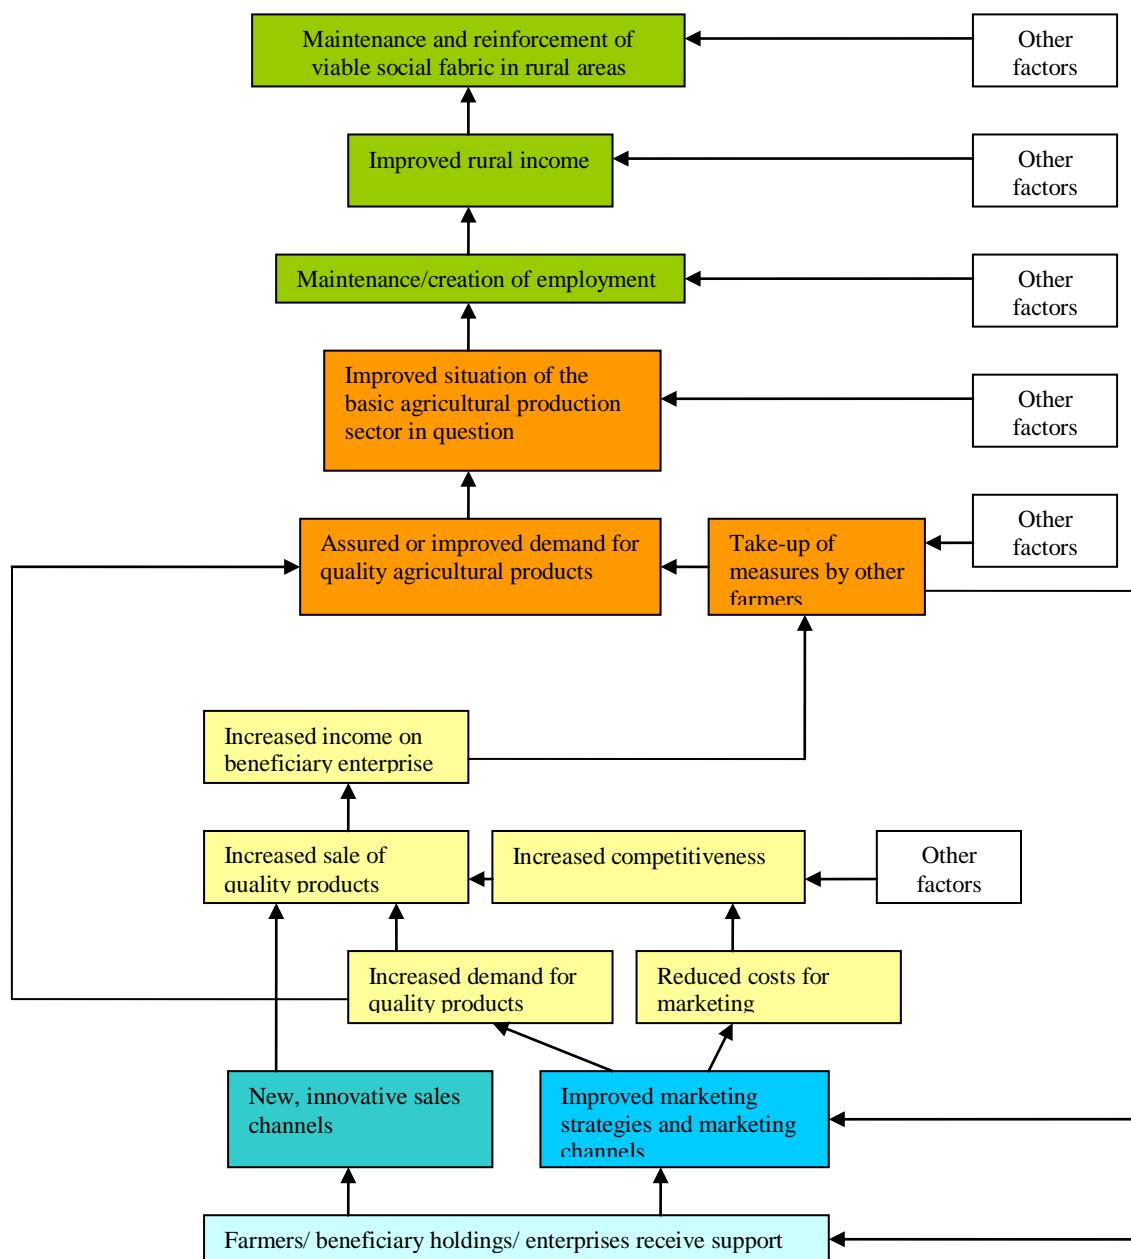 Maintenance and reinforcement of
viable social fabric in rural areas
Other
factors
Improved rural income
Other
factors
Maintenance/creation of employment
Other
factors
Improved situation of the
basic agricultural production
sector in question
Other
factors
Assured or improved demand for
quality agricultural products
Take-up of
measures by other
farmers
Other
factors
Increased income on
beneficiary enterprise
Increased sale of
quality products
Increased competitiveness
Other
factors
Increased demand for
quality products
Reduced costs for
marketing
New, innovative sales
channels
Improved marketing
strategies and marketing
channels
Farmers/ beneficiary holdings/ enterprises receive support